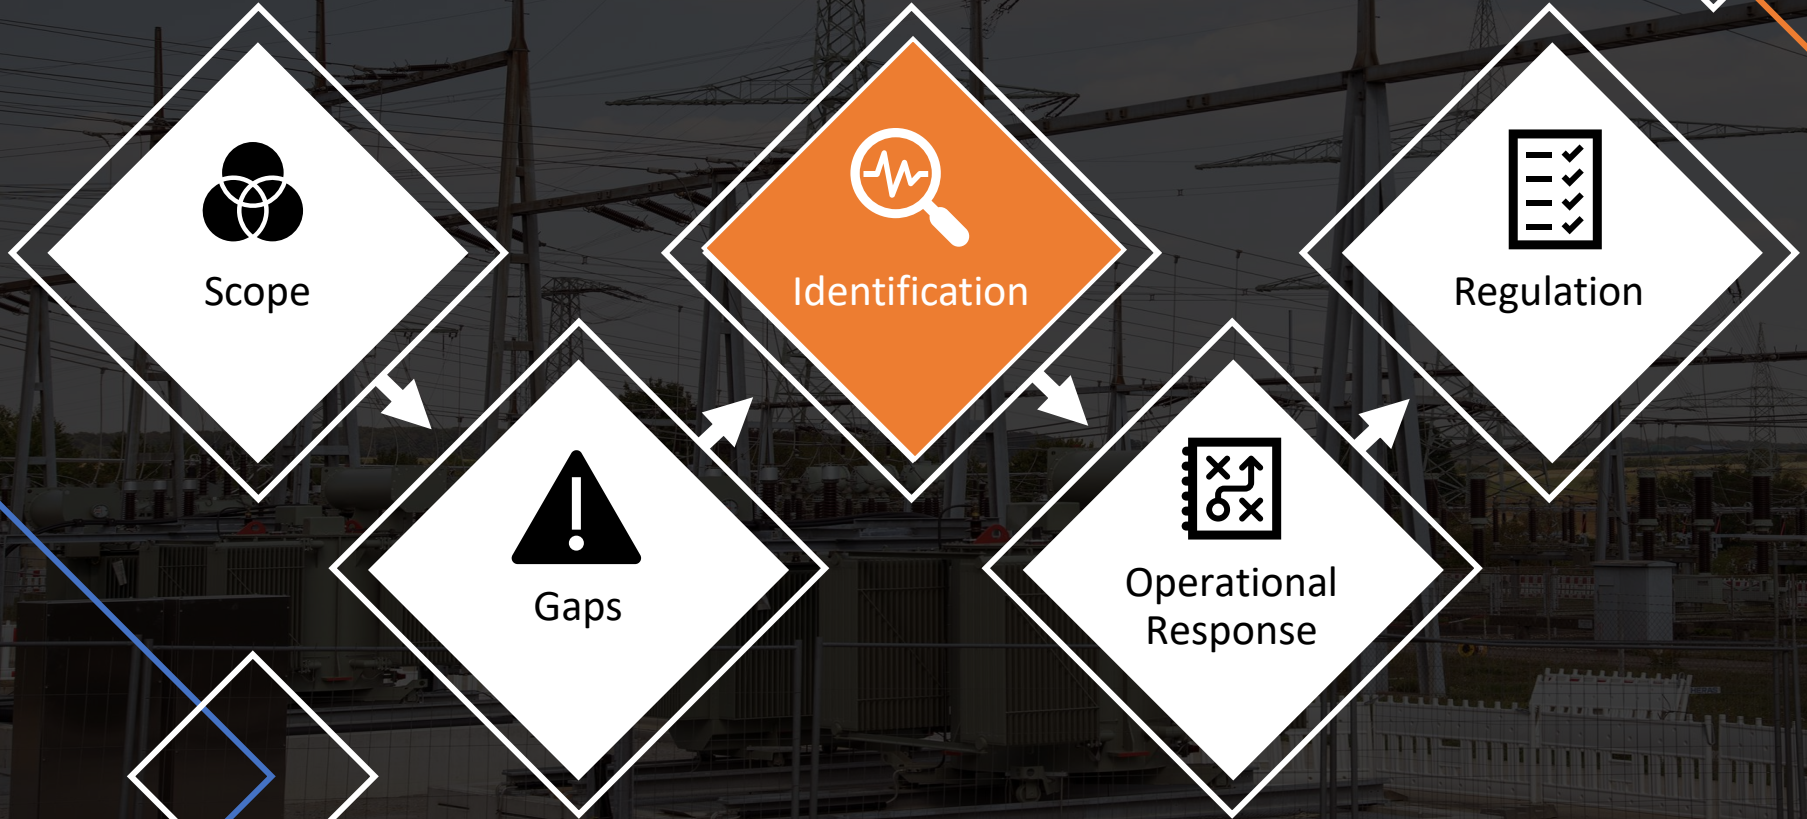 Scope
Gaps
Identification
Operational
Response
Regulation